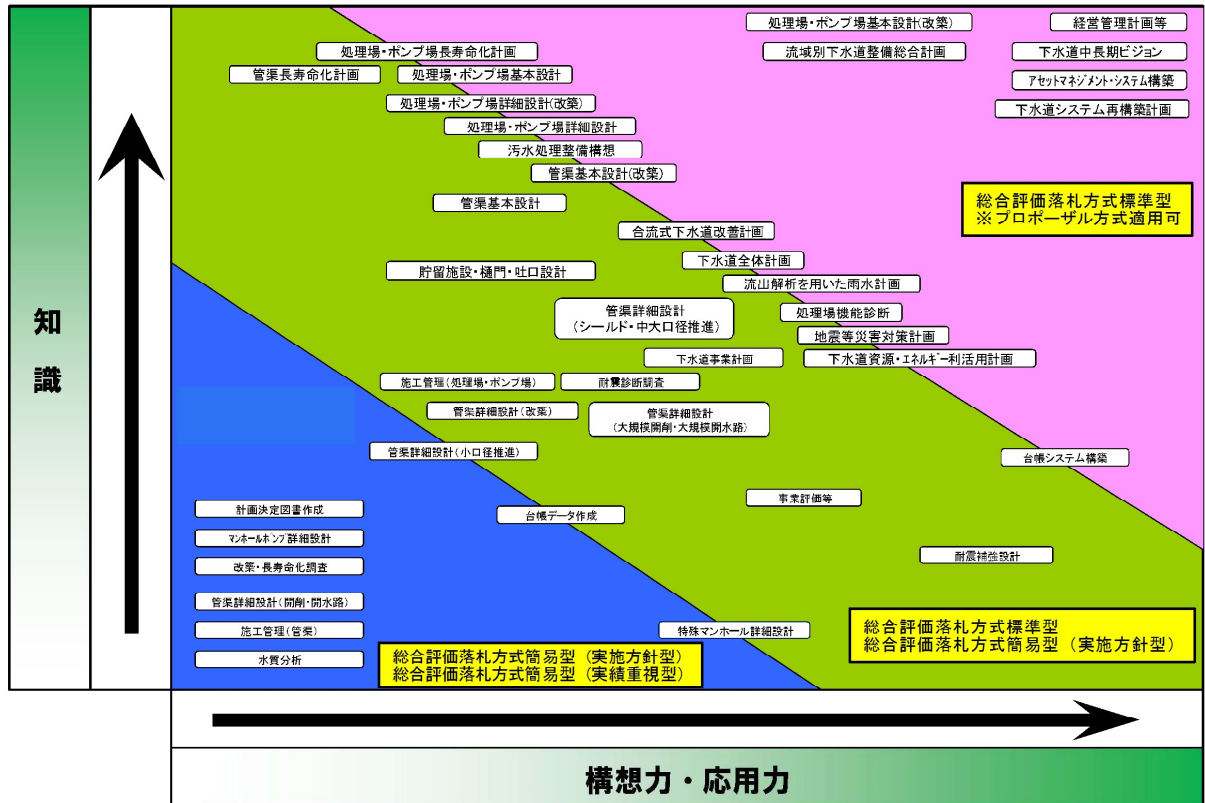 処理場・ポンプ場基本設計(改築)
経営管理計画等
処理場・ポンプ場長寿命化計画
流域別下水道整備総合計画
下水道中長期ビジョン
管渠長寿命化計画
処理場・ポンプ場基本設計
アセットマネジメント・システム構築
処理場・ポンプ場詳細設計(改築)
下水道システム再構築計画
処理場・ポンプ場詳細設計
汚水処理整備構想
管渠基本設計(改築)
総合評価落札方式標準型
※プロポーザル方式適用可
管渠基本設計
合流式下水道改善計画
下水道全体計画
貯留施設・樋門・吐口設計
流出解析を用いた雨水計画
管渠詳細設計
(シールド・中大口径推進)
処理場機能診断
地震等災害対策計画
下水道事業計画
下水道資源・エネルギー利活用計画
知
識
施工管理(処理場・ポンプ場)
耐震診断調査
管渠詳細設計(改築)
管渠詳細設計
(大規模開削・大規模開水路)
管渠詳細設計(小口径推進)
台帳システム構築
事業評価等
計画決定図書作成
台帳データ作成
マンホールポンプ詳細設計
耐震補強設計
改築・長寿命化調査
管渠詳細設計(開削・開水路)
施工管理(管渠)
特殊マンホール詳細設計
総合評価落札方式標準型
総合評価落札方式簡易型(実施方針型)
水質分析
総合評価落札方式簡易型(実施方針型)
総合評価落札方式簡易型(実績重視型)
構想力・応用力